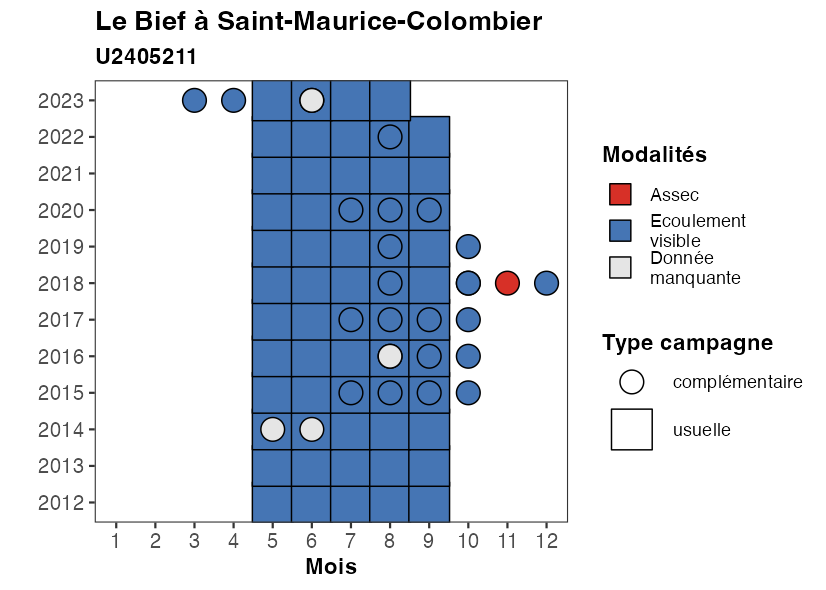 Le Bief à Saint-Maurice-Colombier
U2405211
2023
2022
2021
2020
2019
2018
2017
2016
2015
2014
2013
2012
1 2 3 4 5 6 7 8 9 10 11 12
Mois
Modalités
Assec
Ecoulement
visible
Donnée
manquante
Type campagne
complémentaire
usuelle